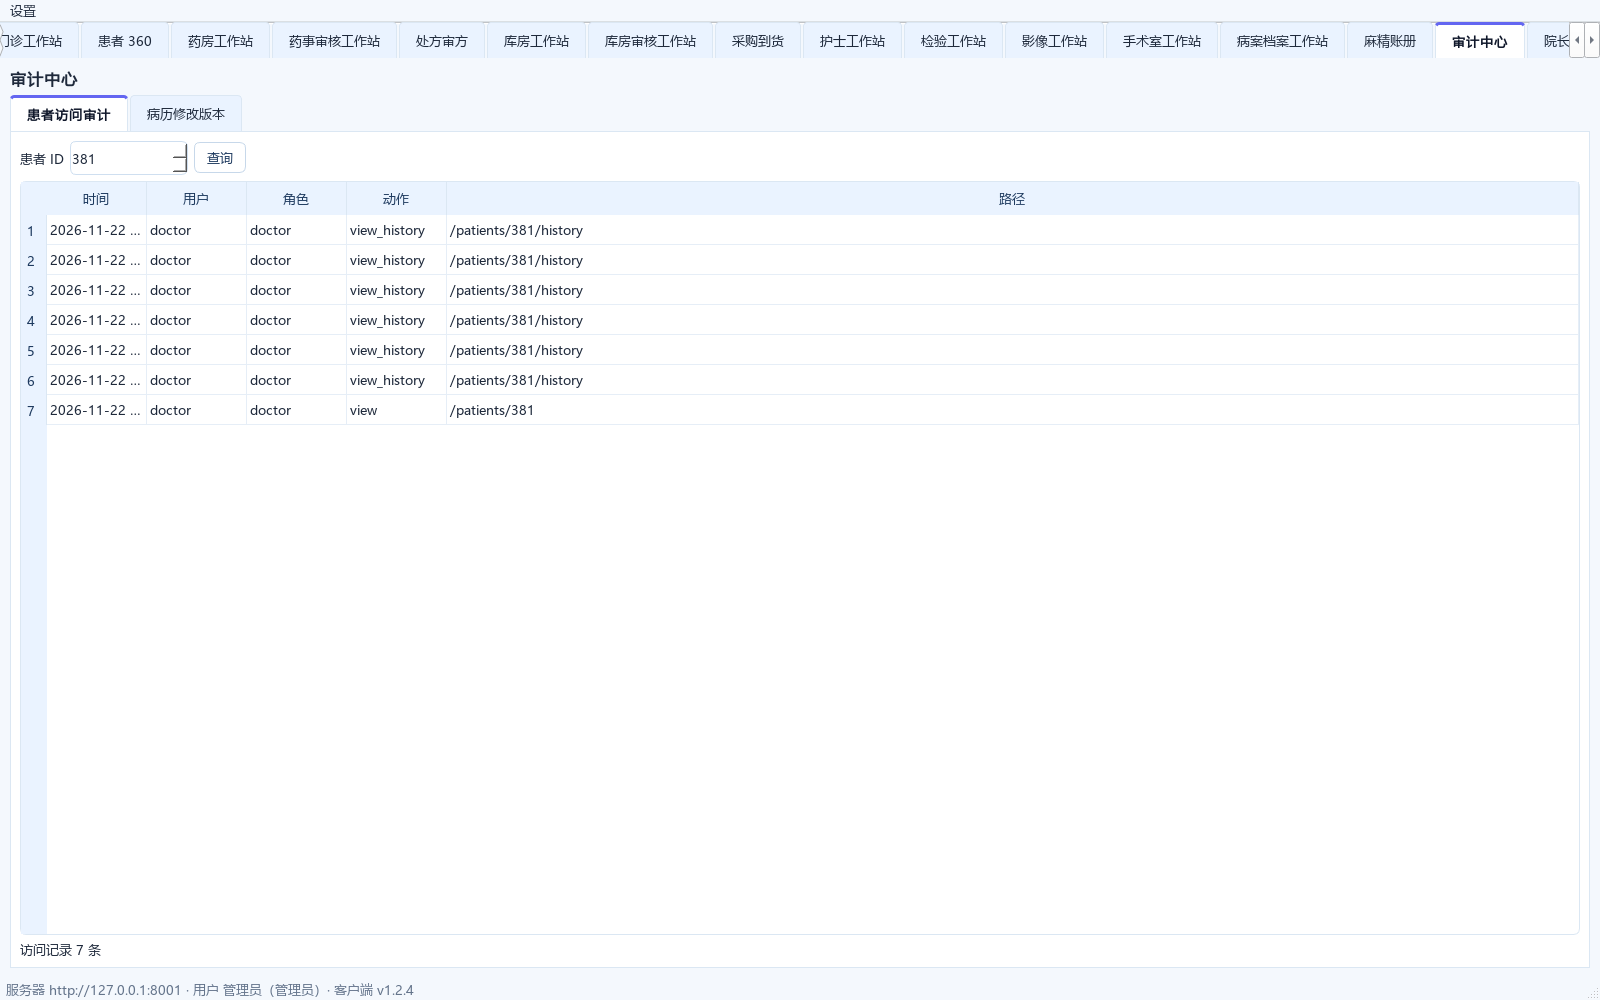 设置
门诊工作站 患者 360 药房工作站 药事审核工作站 处方审方 库房工作站 库房审核工作站 采购到货 护士工作站 检验工作站 影像工作站 手术室工作站 病案档案工作站 麻精账册 审计中心 院长
审计中心
患者访问审计 病历修改版本
患者 ID 381 查询
时间 用户 角色 动作 路径
1 2026-11-22 ... doctor doctor view_history /patients/381/history
2 2026-11-22 ... doctor doctor view_history /patients/381/history
3 2026-11-22 ... doctor doctor view_history /patients/381/history
4 2026-11-22 ... doctor doctor view_history /patients/381/history
5 2026-11-22 ... doctor doctor view_history /patients/381/history
6 2026-11-22 ... doctor doctor view_history /patients/381/history
7 2026-11-22 ... doctor doctor view /patients/381
访问记录 7 条
服务器 http://127.0.0.1:8001 · 用户 管理员（管理员）· 客户端 v1.2.4